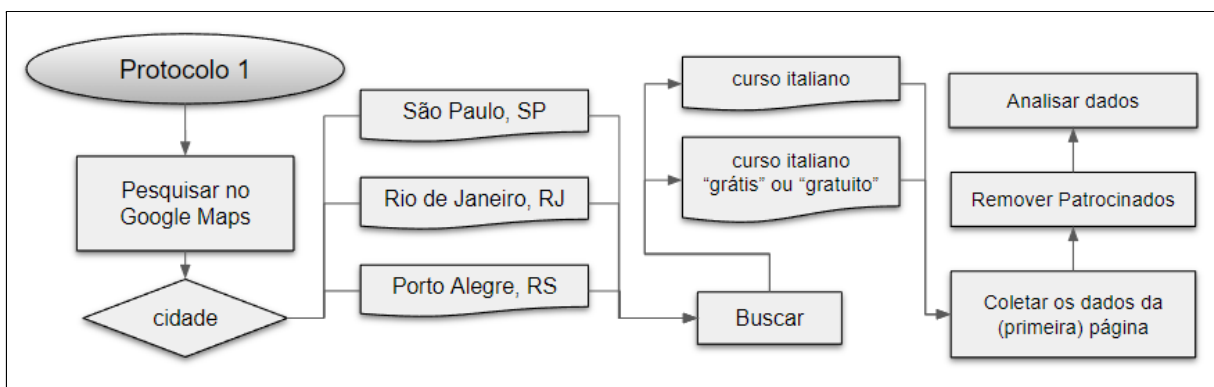 Protocolo 1
Pesquisar no
Google Maps
cidade
São Paulo, SP
Rio de Janeiro, RJ
Porto Alegre, RS
Buscar
curso italiano
curso italiano
“grátis” ou “gratuito”
Coletar os dados da
(primeira) página
Remover Patrocinados
Analisar dados